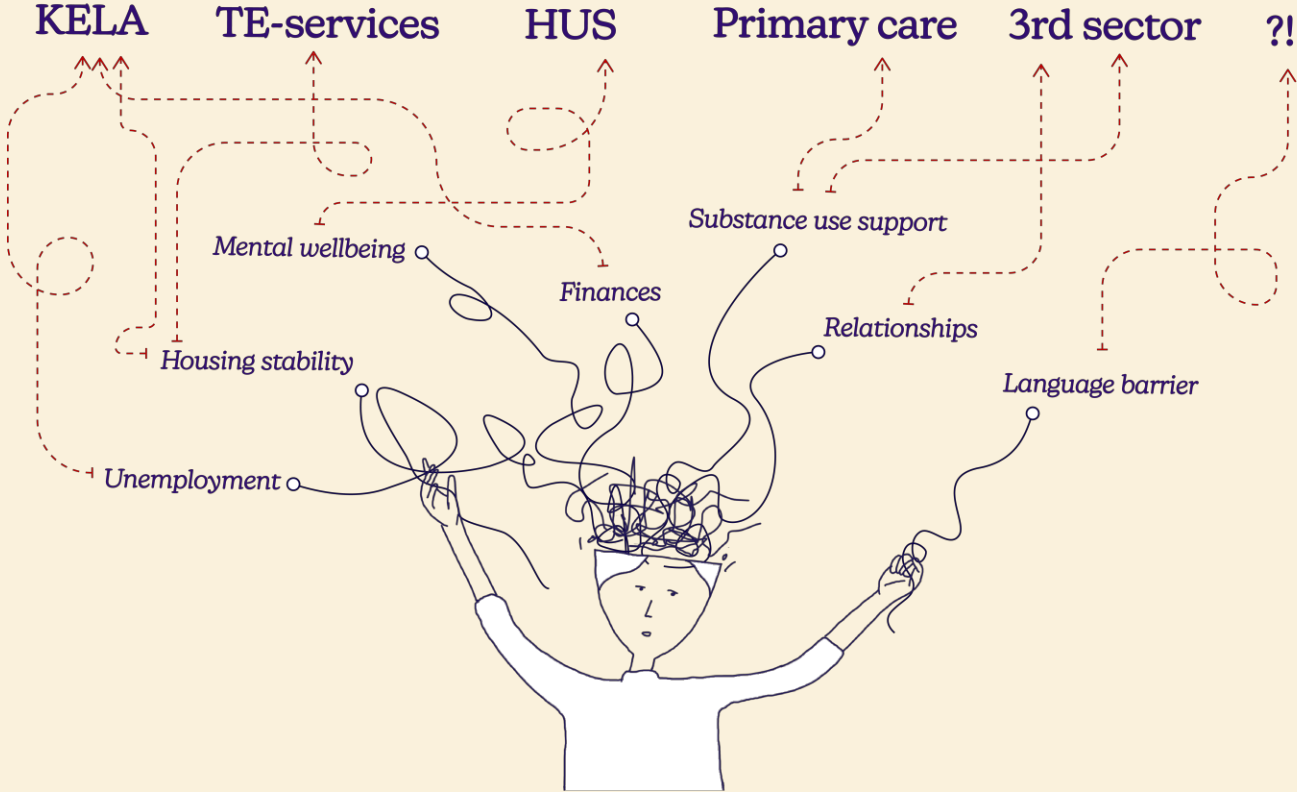 KELA
TE-services
HUS
Primary care
3rd sector
?!
Substance use support
Mental wellbeing
Finances
Relationships
Housing stability
Language barrier
Unemployment